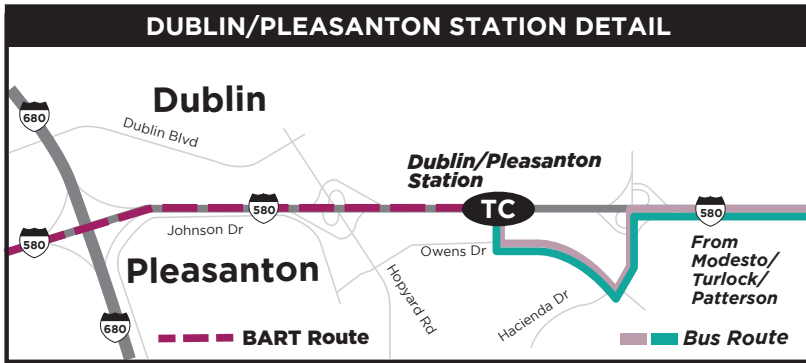 DUBLIN/PLEASANTON STATION DETAIL
680
Dublin
Dublin Blvd
Dublin/Pleasanton
Station
580
TC
580
Johnson Dr
580
Owens Dr
From
Modesto/
Turlock/
Patterson
Pleasanton
Hopyard Rd
Hacienda Dr
680
BART Route
Bus Route